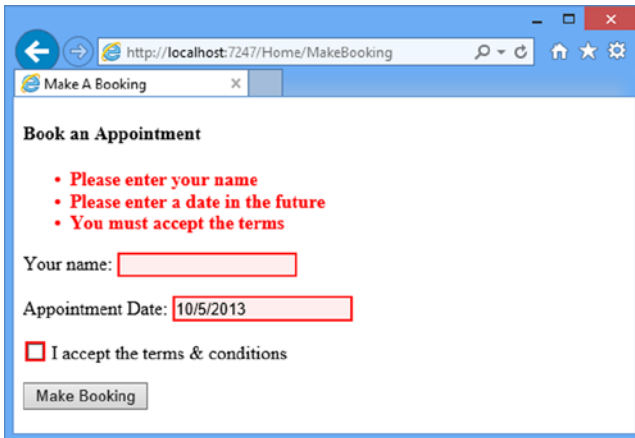 http://localhost:7247/Home/MakeBooking
Make A Booking
Book an Appointment
• Please enter your name
• Please enter a date in the future
• You must accept the terms
Your name:
Appointment Date: 10/5/2013
I accept the terms & conditions
Make Booking